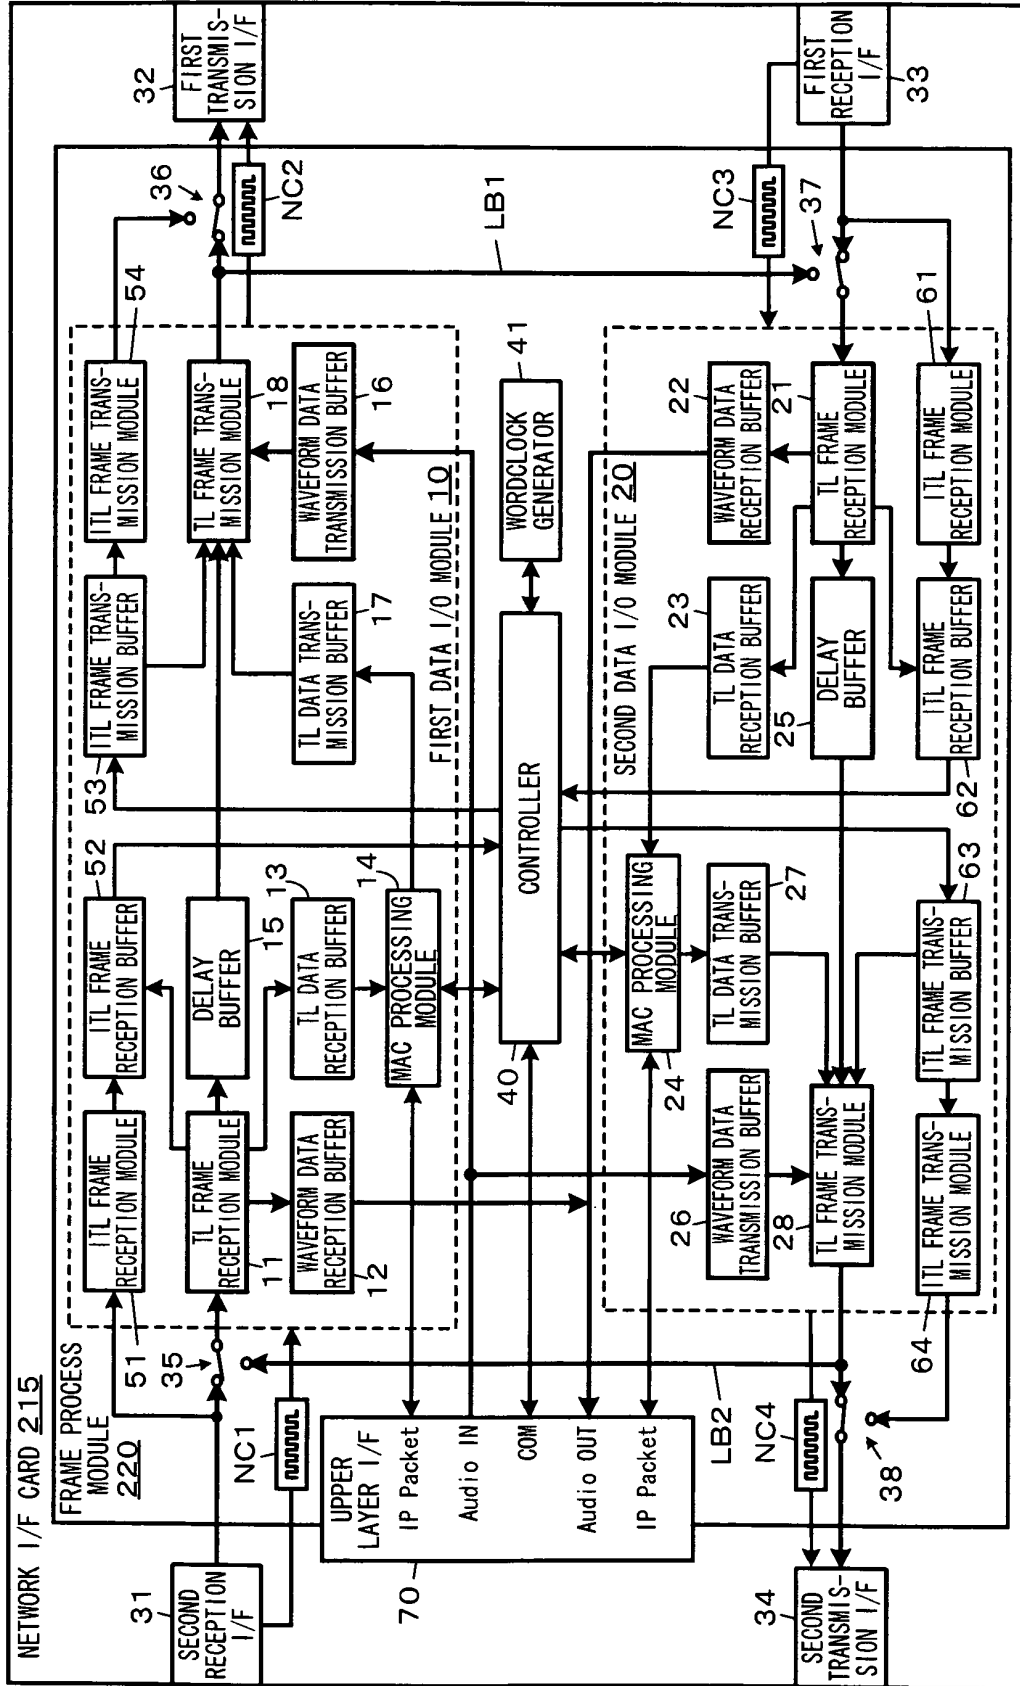 NETWORK I/F CARD 215
FRAME PROCESS
MODULE
220
SECOND
RECEPTION
I/F
31
NC1
35
51
ITL FRAME
RECEPTION MODULE
52
ITL FRAME
RECEPTION BUFFER
53
ITL FRAME TRANS-
MISSION BUFFER
54
ITL FRAME TRANS-
MISSION MODULE
36
32
FIRST
TRANSMIS-
SION I/F
NC2
TL FRAME
RECEPTION MODULE
11
DELAY
BUFFER
15
TL FRAME TRANS-
MISSION MODULE
18
WAVEFORM DATA
RECEPTION BUFFER
12
TL DATA
RECEPTION BUFFER
13
TL DATA TRANS-
MISSION BUFFER
17
WAVEFORM DATA
TRANSMISSION BUFFER
16
MAC PROCESSING
MODULE
14
FIRST DATA I/O MODULE 10
LB1
UPPER
LAYER I/F
IP Packet
Audio IN
COM
Audio OUT
IP Packet
70
CONTROLLER
40
WORDCLOCK
GENERATOR
41
SECOND DATA I/O MODULE 20
MAC PROCESSING
MODULE
24
WAVEFORM DATA
TRANSMISSION BUFFER
26
TL DATA TRANS-
MISSION BUFFER
27
TL DATA
RECEPTION BUFFER
23
WAVEFORM DATA
RECEPTION BUFFER
22
TL FRAME TRANS-
MISSION MODULE
28
DELAY
BUFFER
25
TL FRAME
RECEPTION MODULE
21
ITL FRAME TRANS-
MISSION MODULE
64
ITL FRAME TRANS-
MISSION BUFFER
63
ITL FRAME
RECEPTION BUFFER
62
ITL FRAME
RECEPTION MODULE
61
LB2
NC4
38
34
SECOND
TRANSMIS-
SION I/F
NC3
37
FIRST
RECEPTION
I/F
33